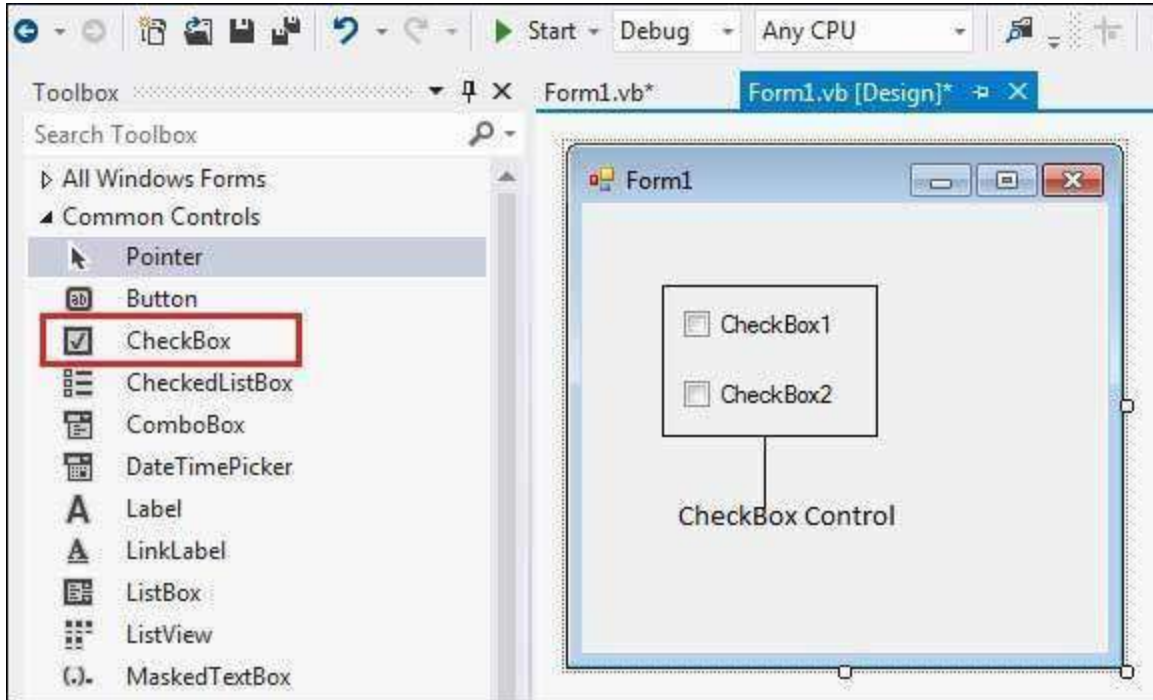 Start Debug Any CPU
Toolbox
Form1.vb*
Form1.vb [Design]*
Search Toolbox
All Windows Forms
Common Controls
Pointer
Button
CheckBox
CheckedListBox
ComboBox
DateTimePicker
Label
LinkLabel
ListBox
ListView
MaskedTextBox
Form1
CheckBox1
CheckBox2
CheckBox Control